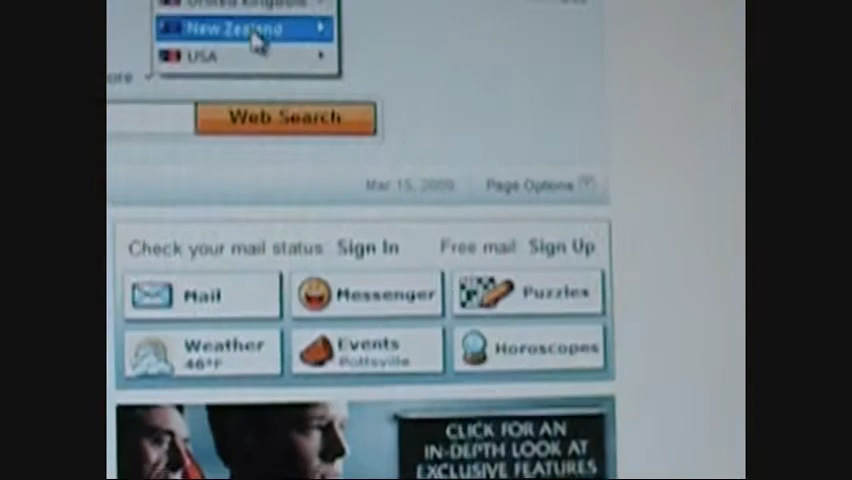 United Kingdom
New Zealand
USA
Web Search
Mar 15, 2009 Page Options
Check your mail status: Sign In Free mail: Sign Up
Mail Messenger Puzzles
Weather 46°F Events Pottsville Horoscopes
CLICK FOR AN
IN-DEPTH LOOK AT
EXCLUSIVE FEATURES